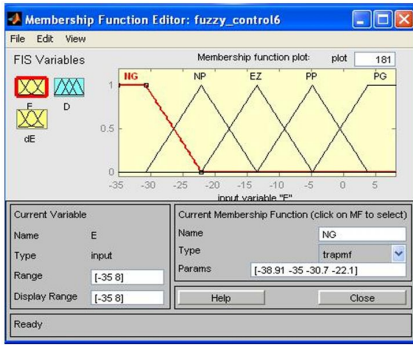 Membership Function Editor: fuzzy_control6
File Edit View
FIS Variables
E
D
dE
Membership function plots plot 181
NG NP EZ PP PG
1
0.5
0
-35 -30 -25 -20 -15 -10 -5 0 5
input variable "E"
Current Variable
Name E
Type input
Range [-35 8]
Display Range [-35 8]
Current Membership Function (click on MF to select)
Name NG
Type trapmf
Params [-38.91 -35 -30.7 -22.1]
Help Close
Ready